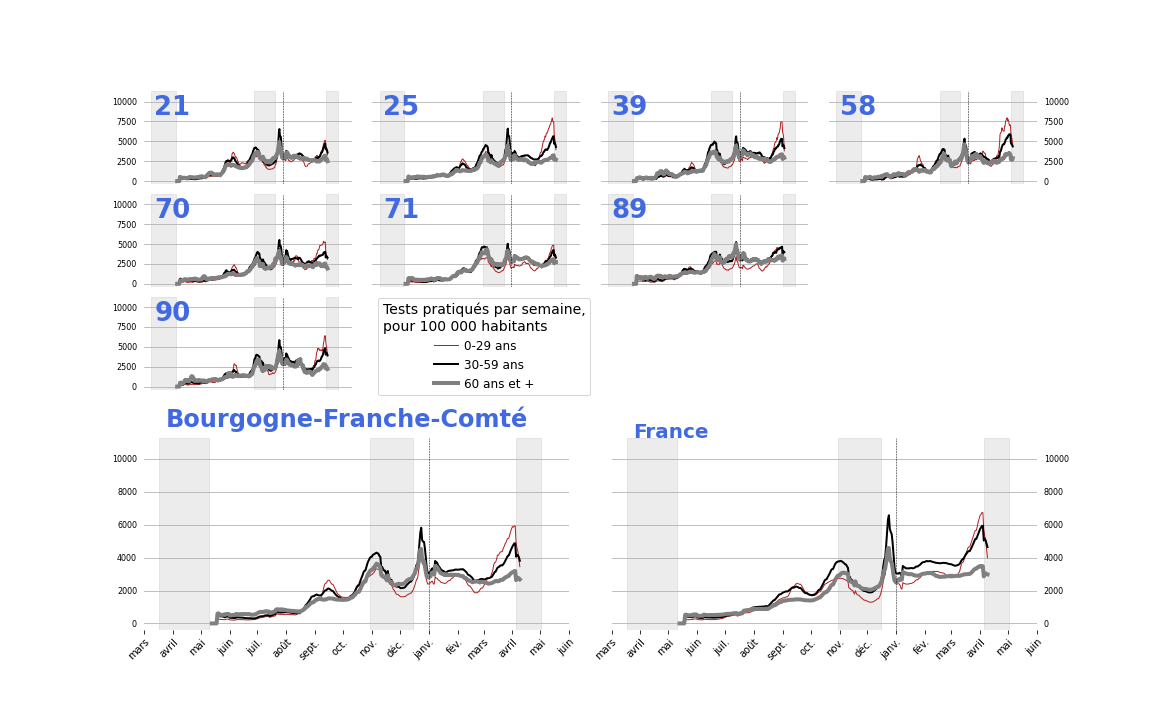 21 25 39 58
10000 10000
7500 7500
5000 5000
2500 2500
0 0
70 71 89
10000
7500
5000
2500
0
90
10000
7500
5000
2500
0
Tests pratiqués par semaine,
pour 100 000 habitants
0-29 ans
30-59 ans
60 ans et +
Bourgogne-Franche-Comté
France
10000 10000
8000 8000
6000 6000
4000 4000
2000 2000
0 0
mars avril mai juin juil. août sept. oct. nov. déc. janv. fév. mars avril mai juin
mars avril mai juin juil. août sept. oct. nov. déc. janv. fév. mars avril mai juin